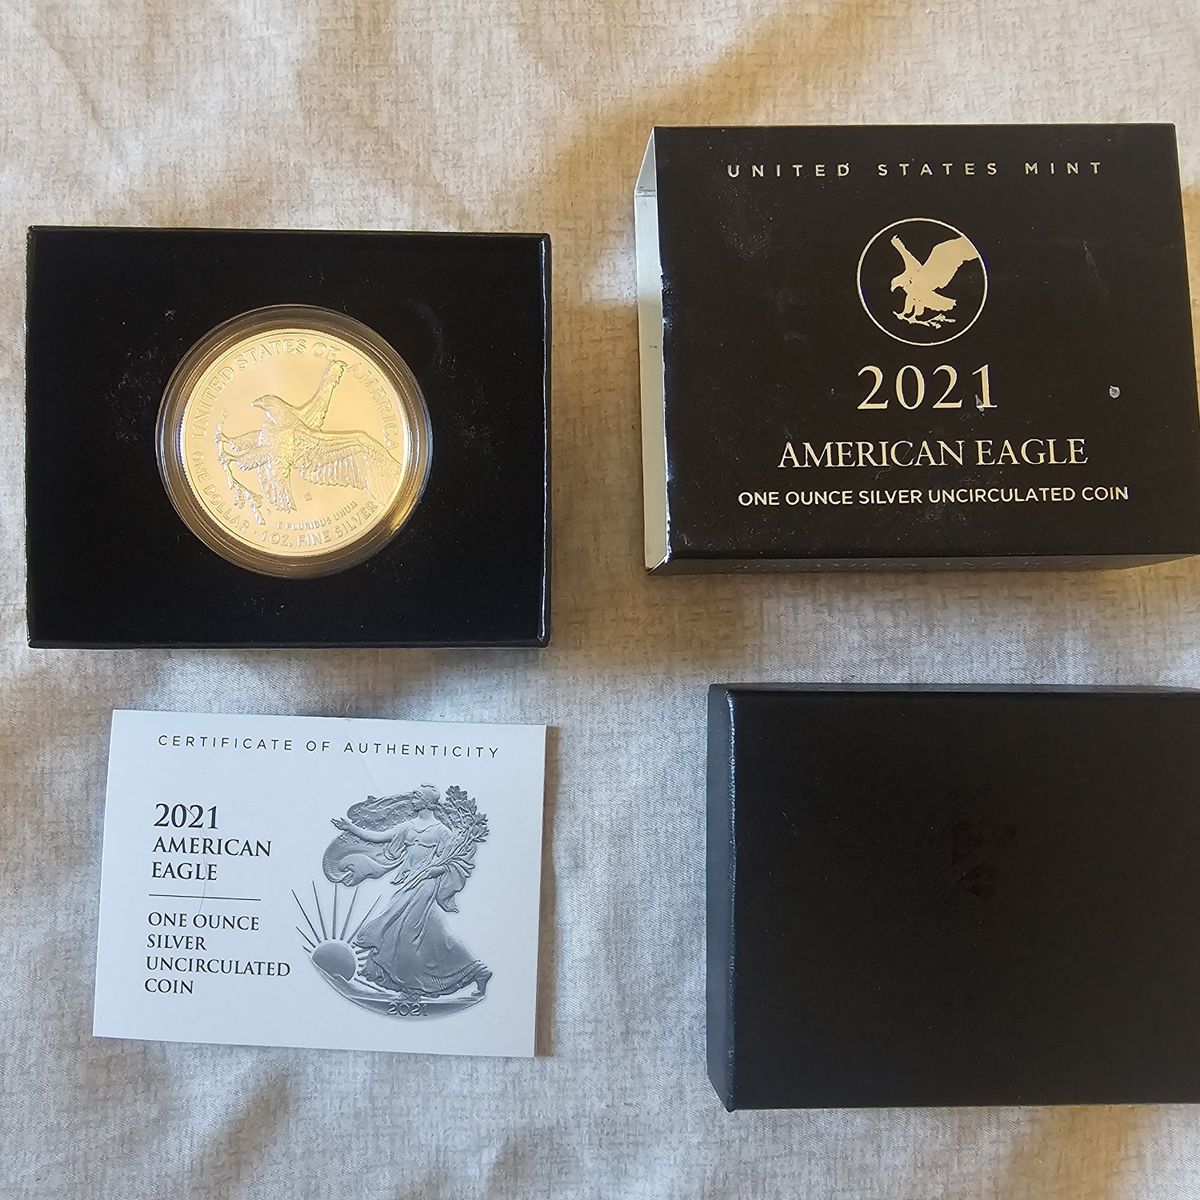 UNITED STATES OF AMERICA
E PLURIBUS UNUM
ONE DOLLAR · 1 OZ. FINE SILVER
UNITED STATES MINT
2021
AMERICAN EAGLE
ONE OUNCE SILVER UNCIRCULATED COIN
CERTIFICATE OF AUTHENTICITY
2021
AMERICAN
EAGLE
ONE OUNCE
SILVER
UNCIRCULATED
COIN
2021